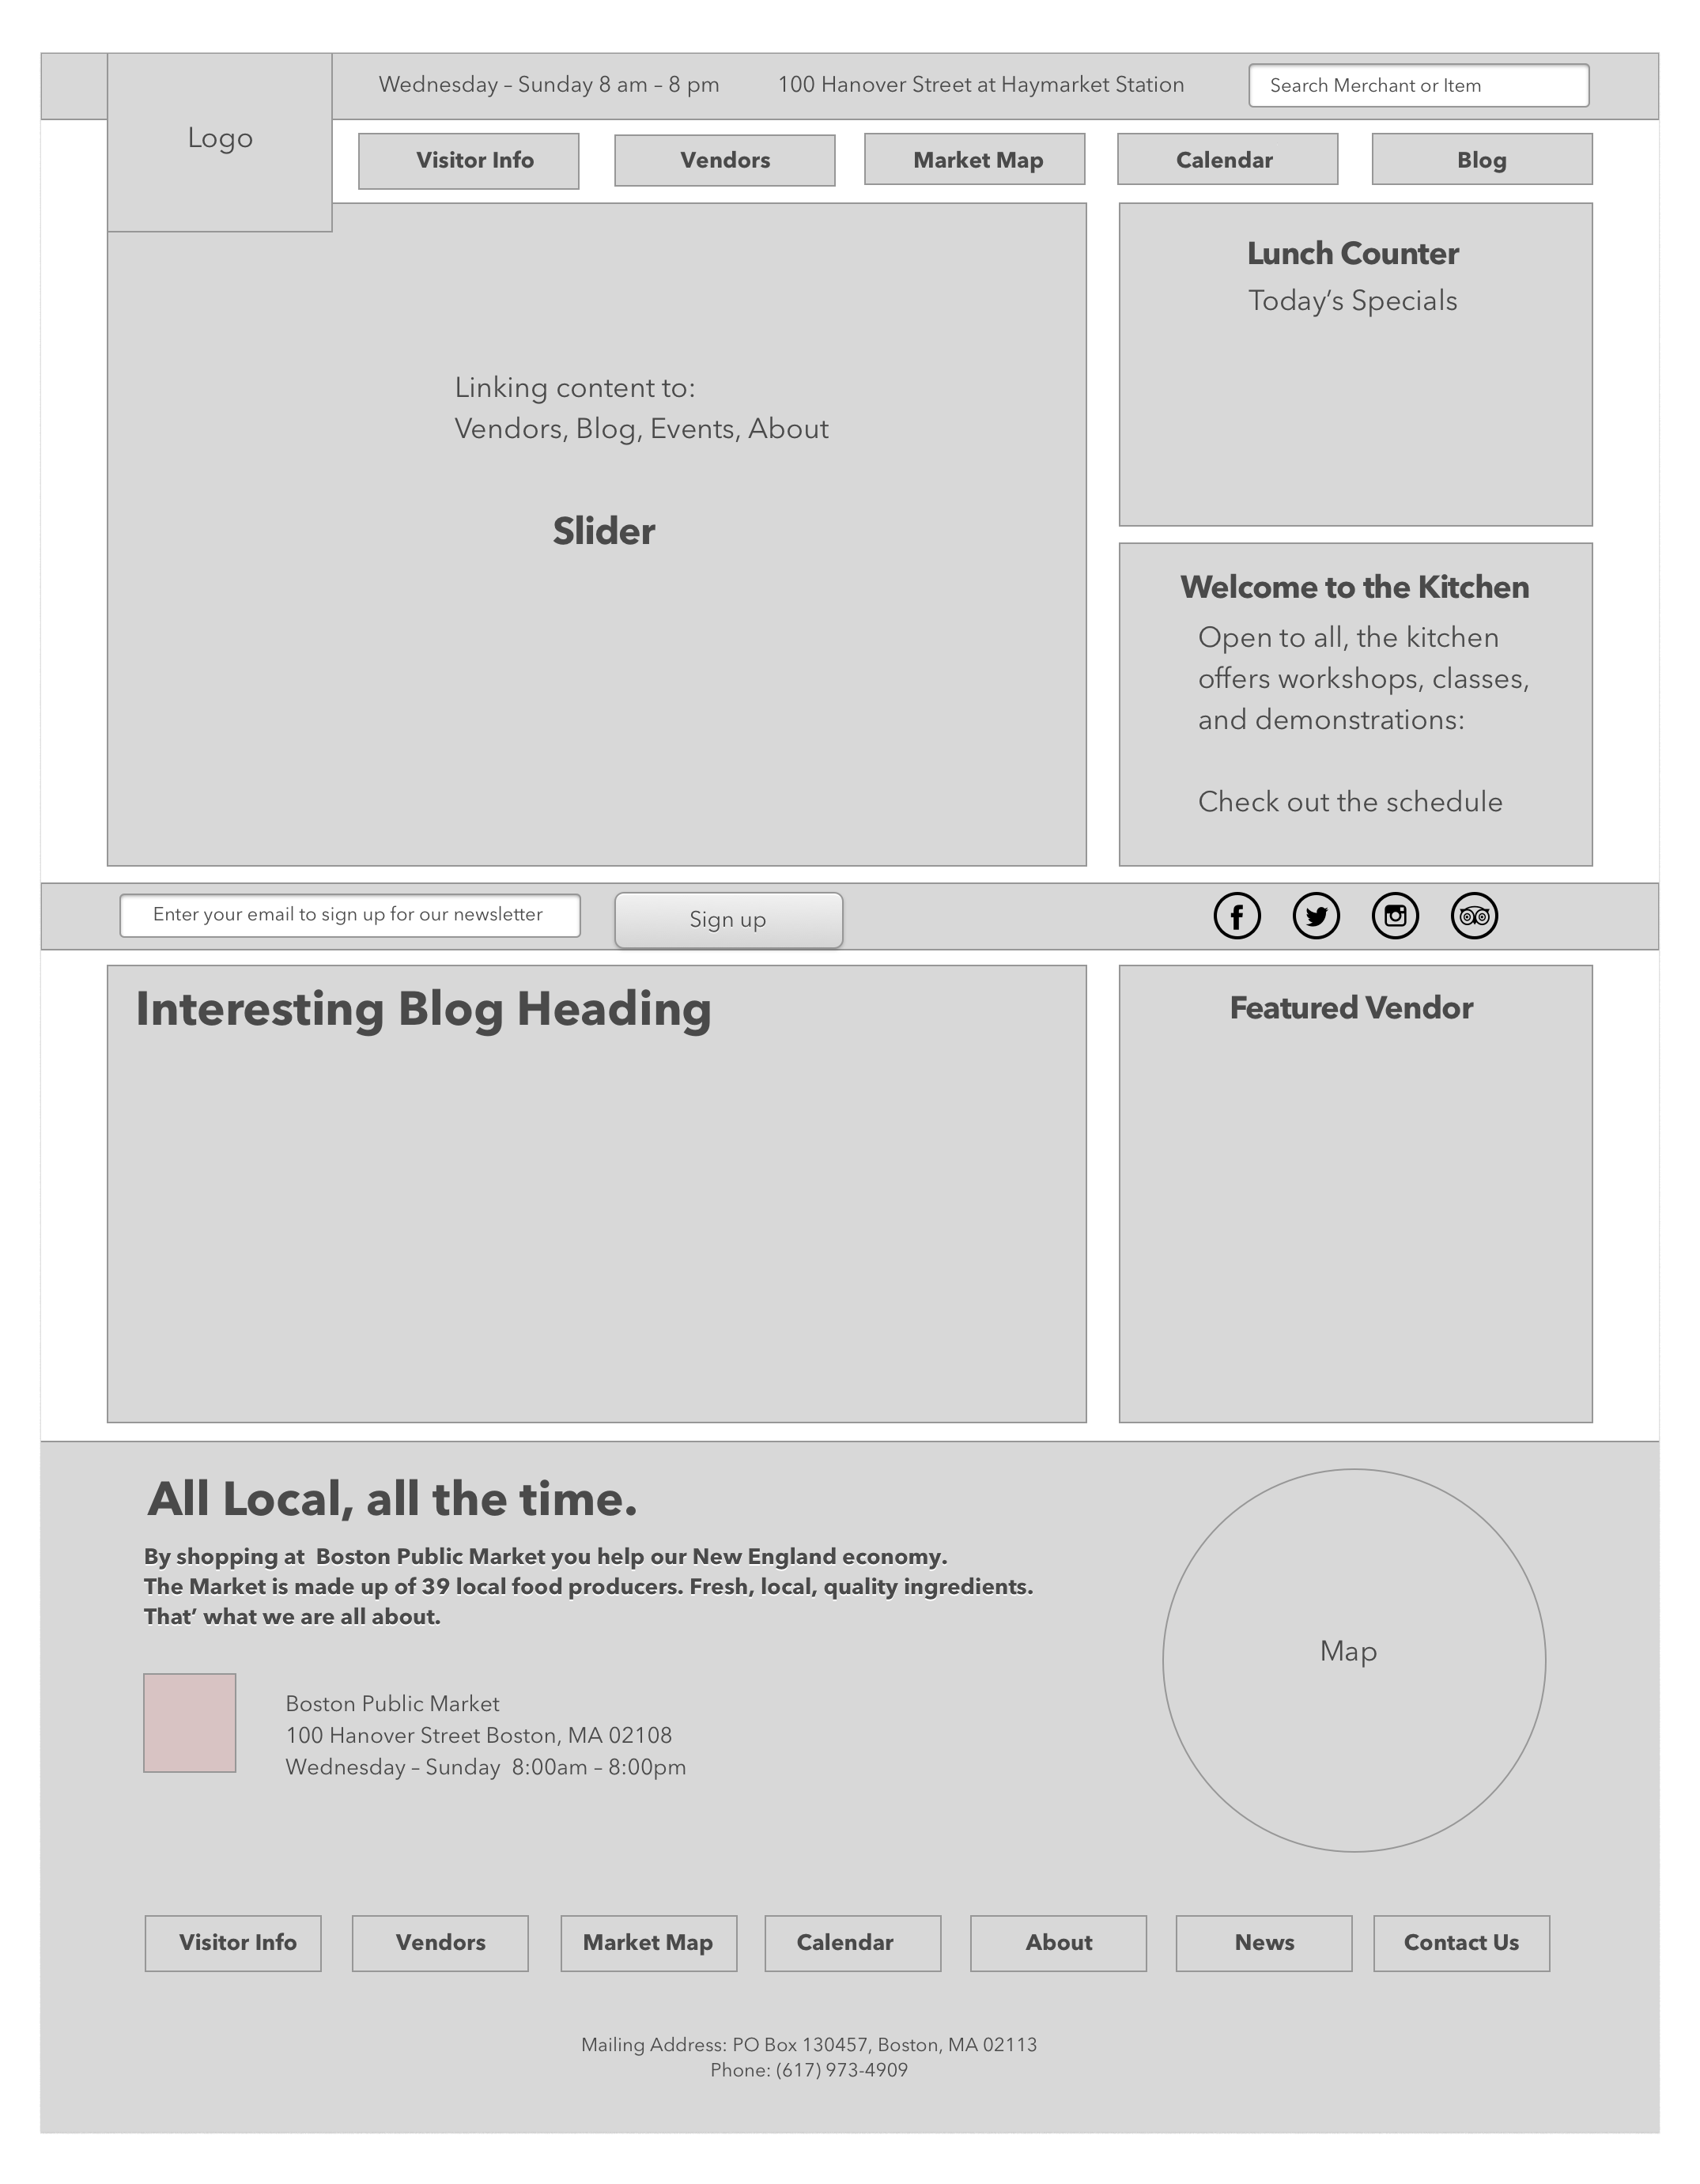 Logo
Wednesday – Sunday 8 am – 8 pm
100 Hanover Street at Haymarket Station
Search Merchant or Item
Visitor Info
Vendors
Market Map
Calendar
Blog
Linking content to:
Vendors, Blog, Events, About
Slider
Lunch Counter
Today’s Specials
Welcome to the Kitchen
Open to all, the kitchen
offers workshops, classes,
and demonstrations:
Check out the schedule
Enter your email to sign up for our newsletter
Sign up
Interesting Blog Heading
Featured Vendor
All Local, all the time.
By shopping at  Boston Public Market you help our New England economy.
The Market is made up of 39 local food producers. Fresh, local, quality ingredients.
That’ what we are all about.
Map
Boston Public Market
100 Hanover Street Boston, MA 02108
Wednesday – Sunday  8:00am – 8:00pm
Visitor Info
Vendors
Market Map
Calendar
About
News
Contact Us
Mailing Address: PO Box 130457, Boston, MA 02113
Phone: (617) 973-4909